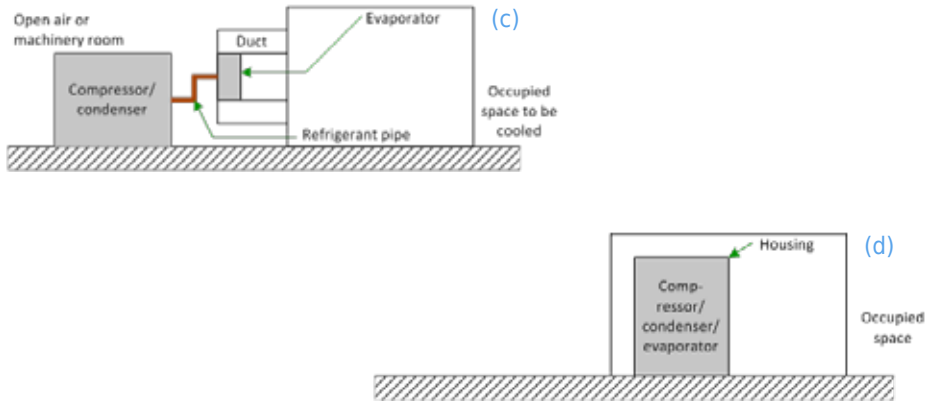 (c)
Open air or
machinery room
Evaporator
Duct
Compressor/
condenser
Occupied
space to be
cooled
Refrigerant pipe
(d)
Housing
Comp-
ressor/
condenser/
evaporator
Occupied
space